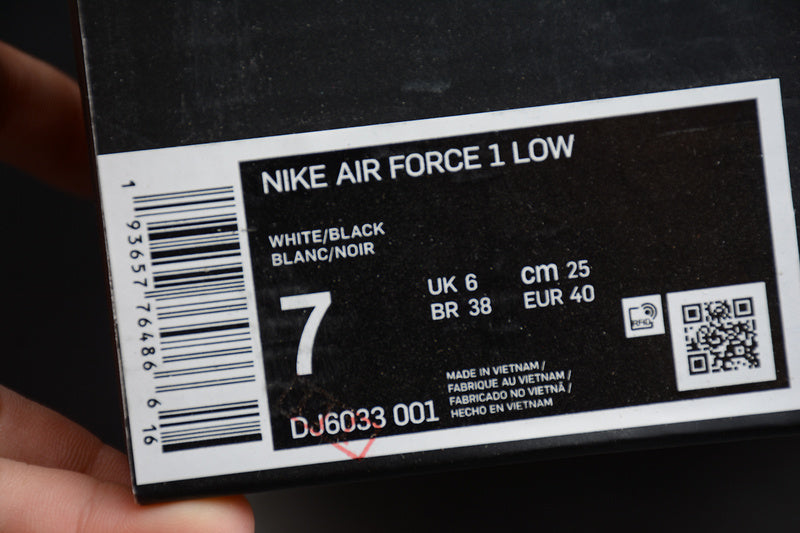 NIKE AIR FORCE 1 LOW
WHITE/BLACK
BLANC/NOIR
7
UK 6
cm 25
BR 38
EUR 40
RFID
MADE IN VIETNAM /
FABRIQUE AU VIETNAM /
FABRICADO NO VIETNÃ /
HECHO EN VIETNAM
DJ6033 001
1 93657 76486 6 16